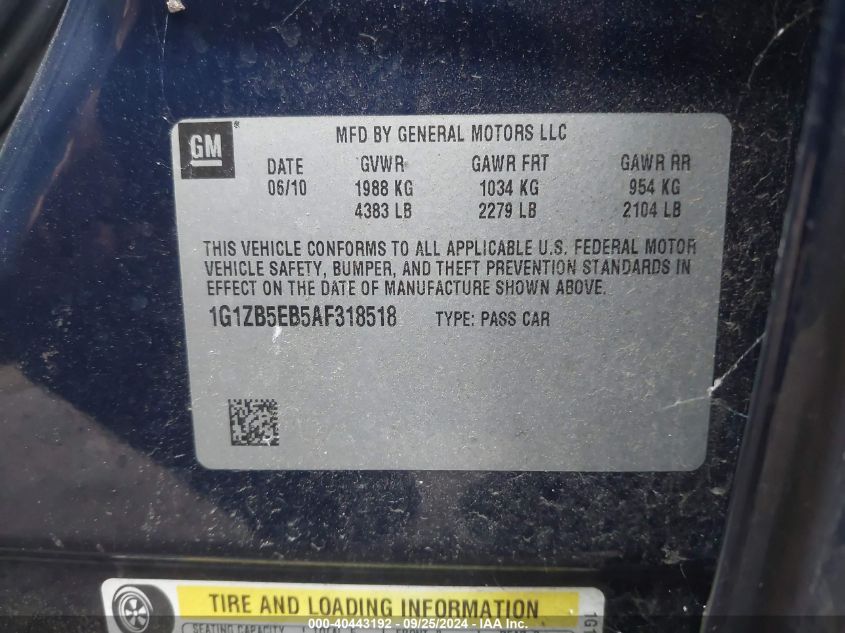 GM ®
MFD BY GENERAL MOTORS LLC
DATE GVWR GAWR FRT GAWR RR
06/10 1988 KG 1034 KG 954 KG
4383 LB 2279 LB 2104 LB
THIS VEHICLE CONFORMS TO ALL APPLICABLE U.S. FEDERAL MOTOR
VEHICLE SAFETY, BUMPER, AND THEFT PREVENTION STANDARDS IN
EFFECT ON THE DATE OF MANUFACTURE SHOWN ABOVE.
1G1ZB5EB5AF318518 TYPE: PASS CAR
TIRE AND LOADING INFORMATION
1G1
SEATING CAPACITY
000-40443192 - 09/25/2024 - IAA, Inc.